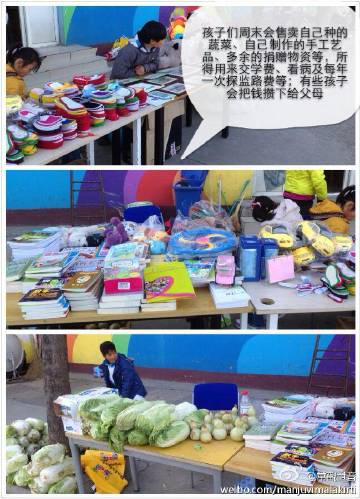 孩子们周末会售卖自己种的
蔬菜、自己制作的手工艺
品、多余的捐赠物资等，所
得用来交学费、看病及每年
一次探监路费等；有些孩子
会把钱攒下给父母
weibo.com/manjuvimalakirti